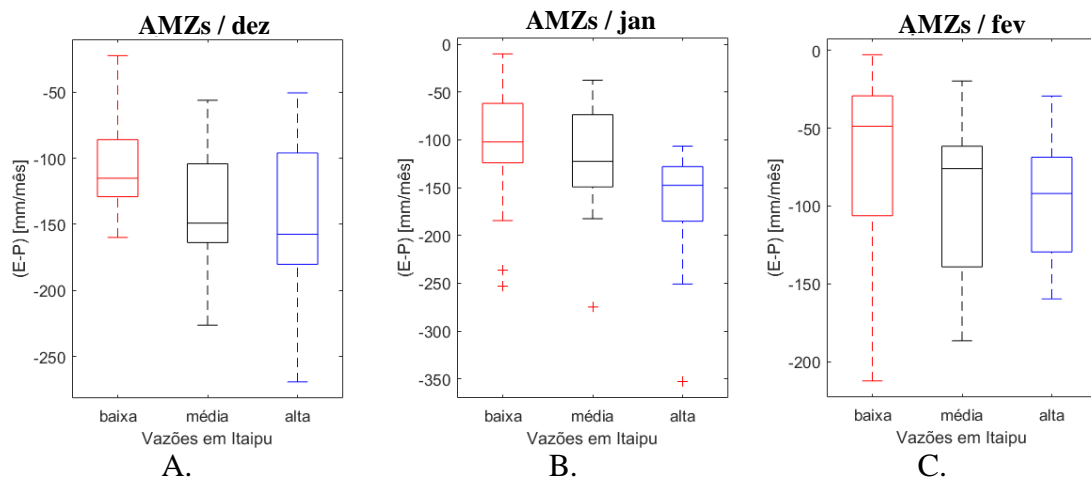 AMZs / dez
-50
-100
-150
-200
-250
(E-P) [mm/mês]
baixa média alta
Vazões em Itaipu
A.
AMZs / jan
0
-50
-100
-150
-200
-250
-300
-350
(E-P) [mm/mês]
baixa média alta
Vazões em Itaipu
B.
AMZs / fev
0
-50
-100
-150
-200
(E-P) [mm/mês]
baixa média alta
Vazões em Itaipu
C.